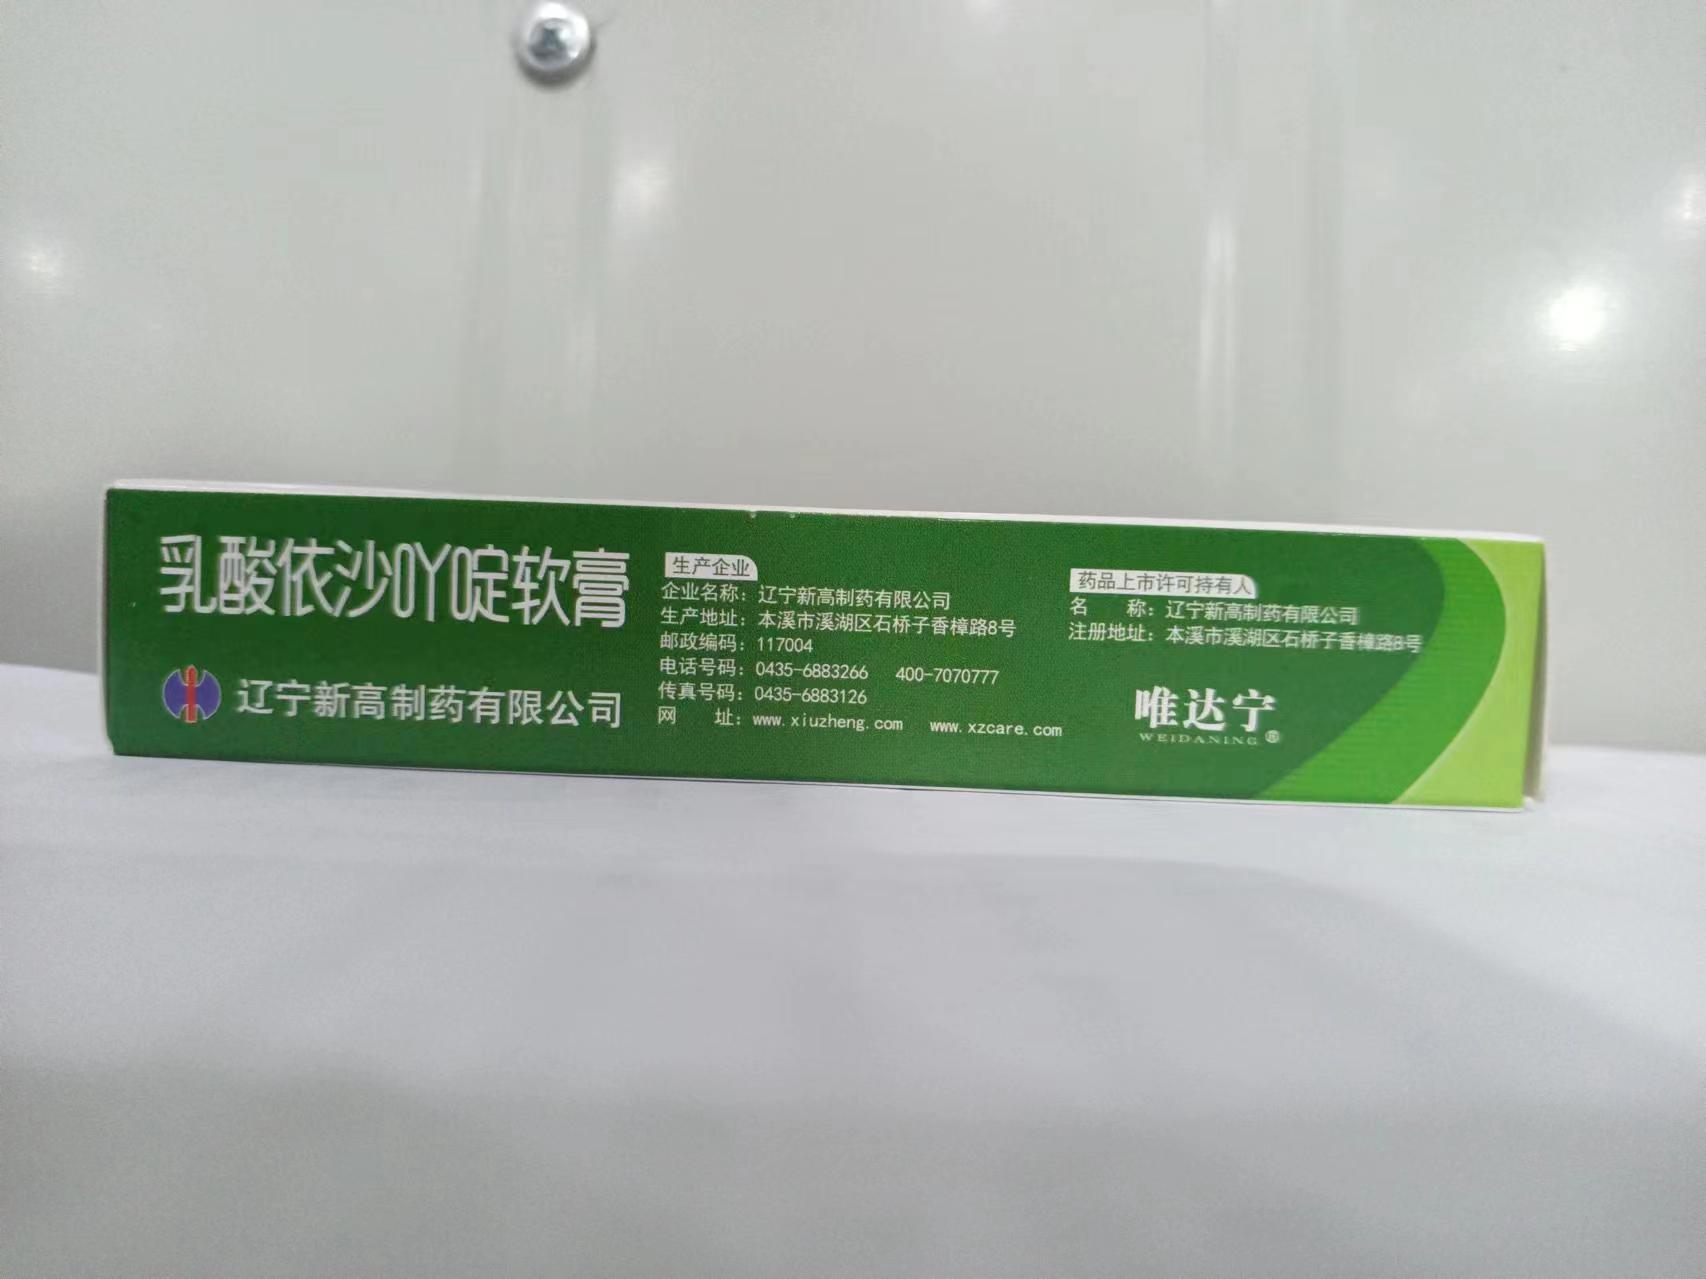 乳酸依沙吖啶软膏
辽宁新高制药有限公司
生产企业
企业名称：辽宁新高制药有限公司
生产地址：本溪市溪湖区石桥子香樟路8号
邮政编码：117004
电话号码：0435-6883266 400-7070777
传真号码：0435-6883126
网 址：www.xiuzheng.com www.xzcare.com
药品上市许可持有人
名 称：辽宁新高制药有限公司
注册地址：本溪市溪湖区石桥子香樟路8号
唯达宁
WEIDANING®